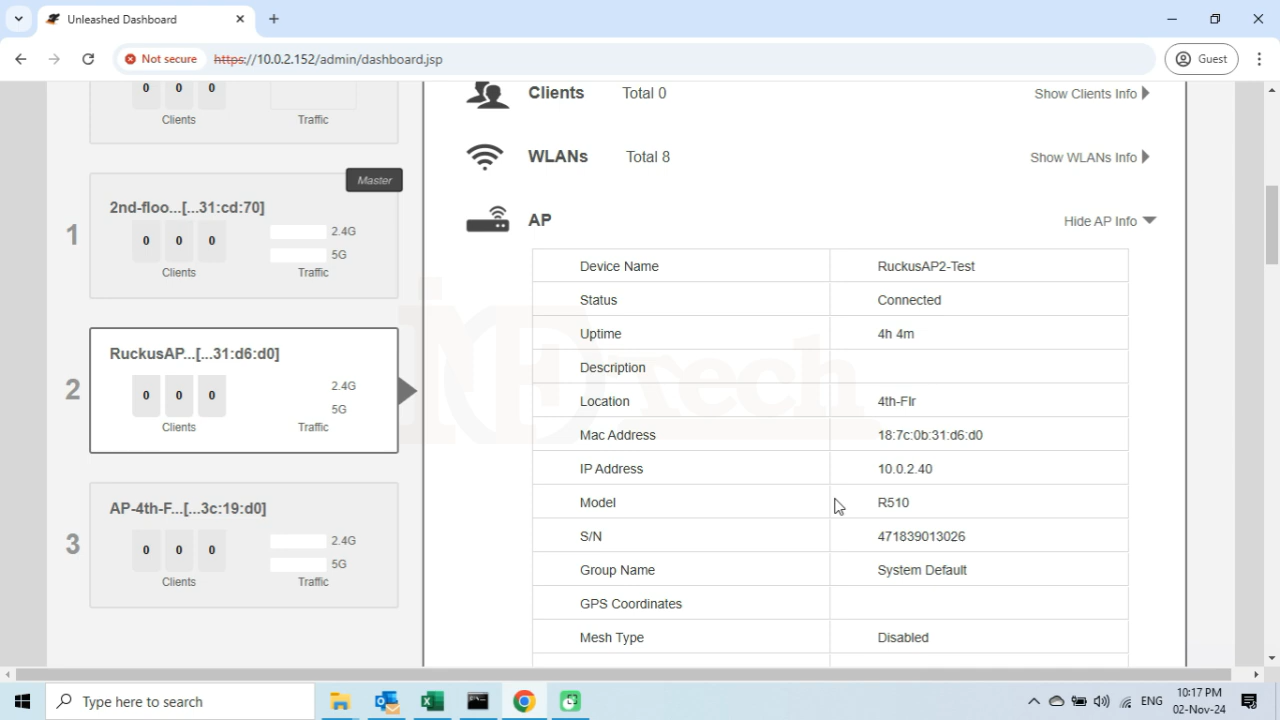 Unleashed Dashboard
Not secure https://10.0.2.152/admin/dashboard.jsp Guest
0 0 0
Clients Traffic
Clients Total 0 Show Clients Info
WLANs Total 8 Show WLANs Info
AP Hide AP Info
Master
1
2nd-floo...[...31:cd:70]
0 0 0 2.4G
5G
Clients Traffic
2
RuckusAP...[...31:d6:d0]
0 0 0 2.4G
5G
Clients Traffic
3
AP-4th-F...[...3c:19:d0]
0 0 0 2.4G
5G
Clients Traffic
Device Name RuckusAP2-Test
Status Connected
Uptime 4h 4m
Description
Location 4th-Flr
Mac Address 18:7c:0b:31:d6:d0
IP Address 10.0.2.40
Model R510
S/N 471839013026
Group Name System Default
GPS Coordinates
Mesh Type Disabled
Type here to search
ENG
10:17 PM
02-Nov-24